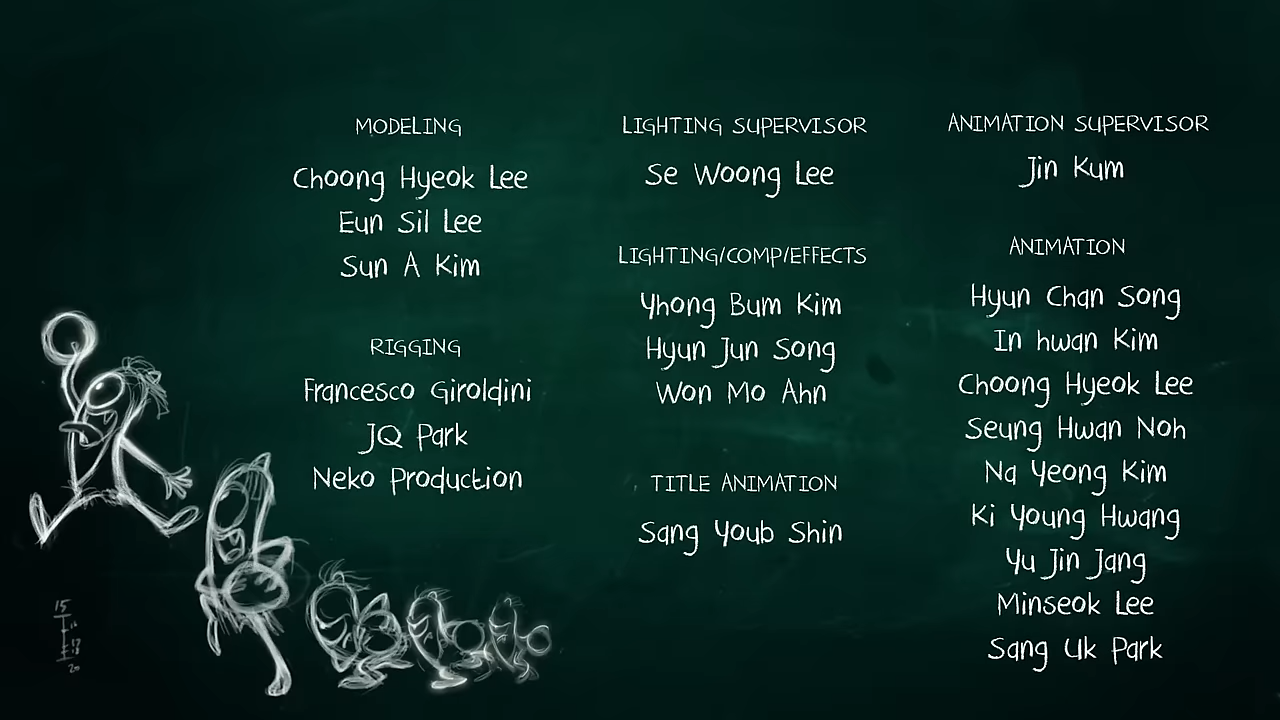 MODELING
Choong Hyeok Lee
Eun Sil Lee
Sun A Kim
RIGGING
Francesco Giroldini
JQ Park
Neko Production
LIGHTING SUPERVISOR
Se Woong Lee
LIGHTING/COMP/EFFECTS
Yhong Bum Kim
Hyun Jun Song
Won Mo Ahn
TITLE ANIMATION
Sang Youb Shin
ANIMATION SUPERVISOR
Jin Kum
ANIMATION
Hyun Chan Song
In hwan Kim
Choong Hyeok Lee
Seung Hwan Noh
Na Yeong Kim
Ki Young Hwang
Yu Jin Jang
Minseok Lee
Sang Uk Park
15
20